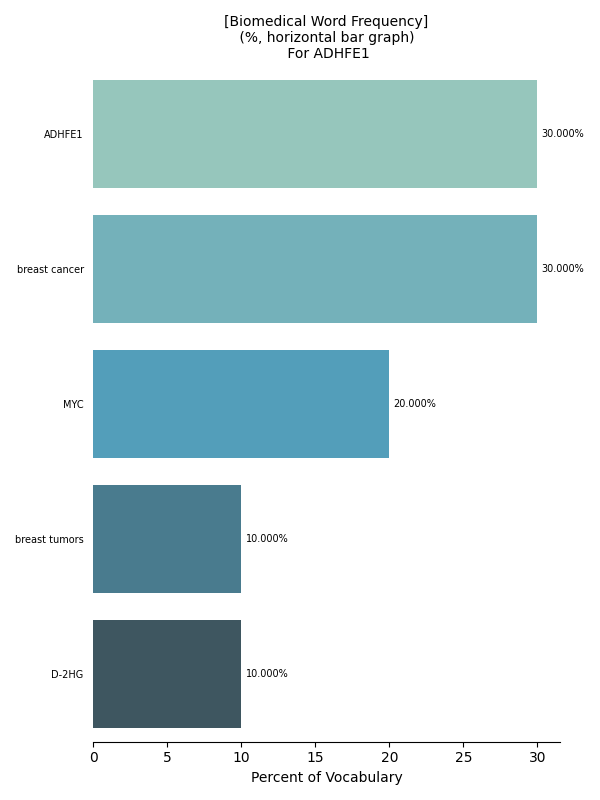 [Biomedical Word Frequency]
(%, horizontal bar graph)
For ADHFE1
ADHFE1
30.000%
breast cancer
30.000%
MYC
20.000%
breast tumors
10.000%
D-2HG
10.000%
0 5 10 15 20 25 30
Percent of Vocabulary